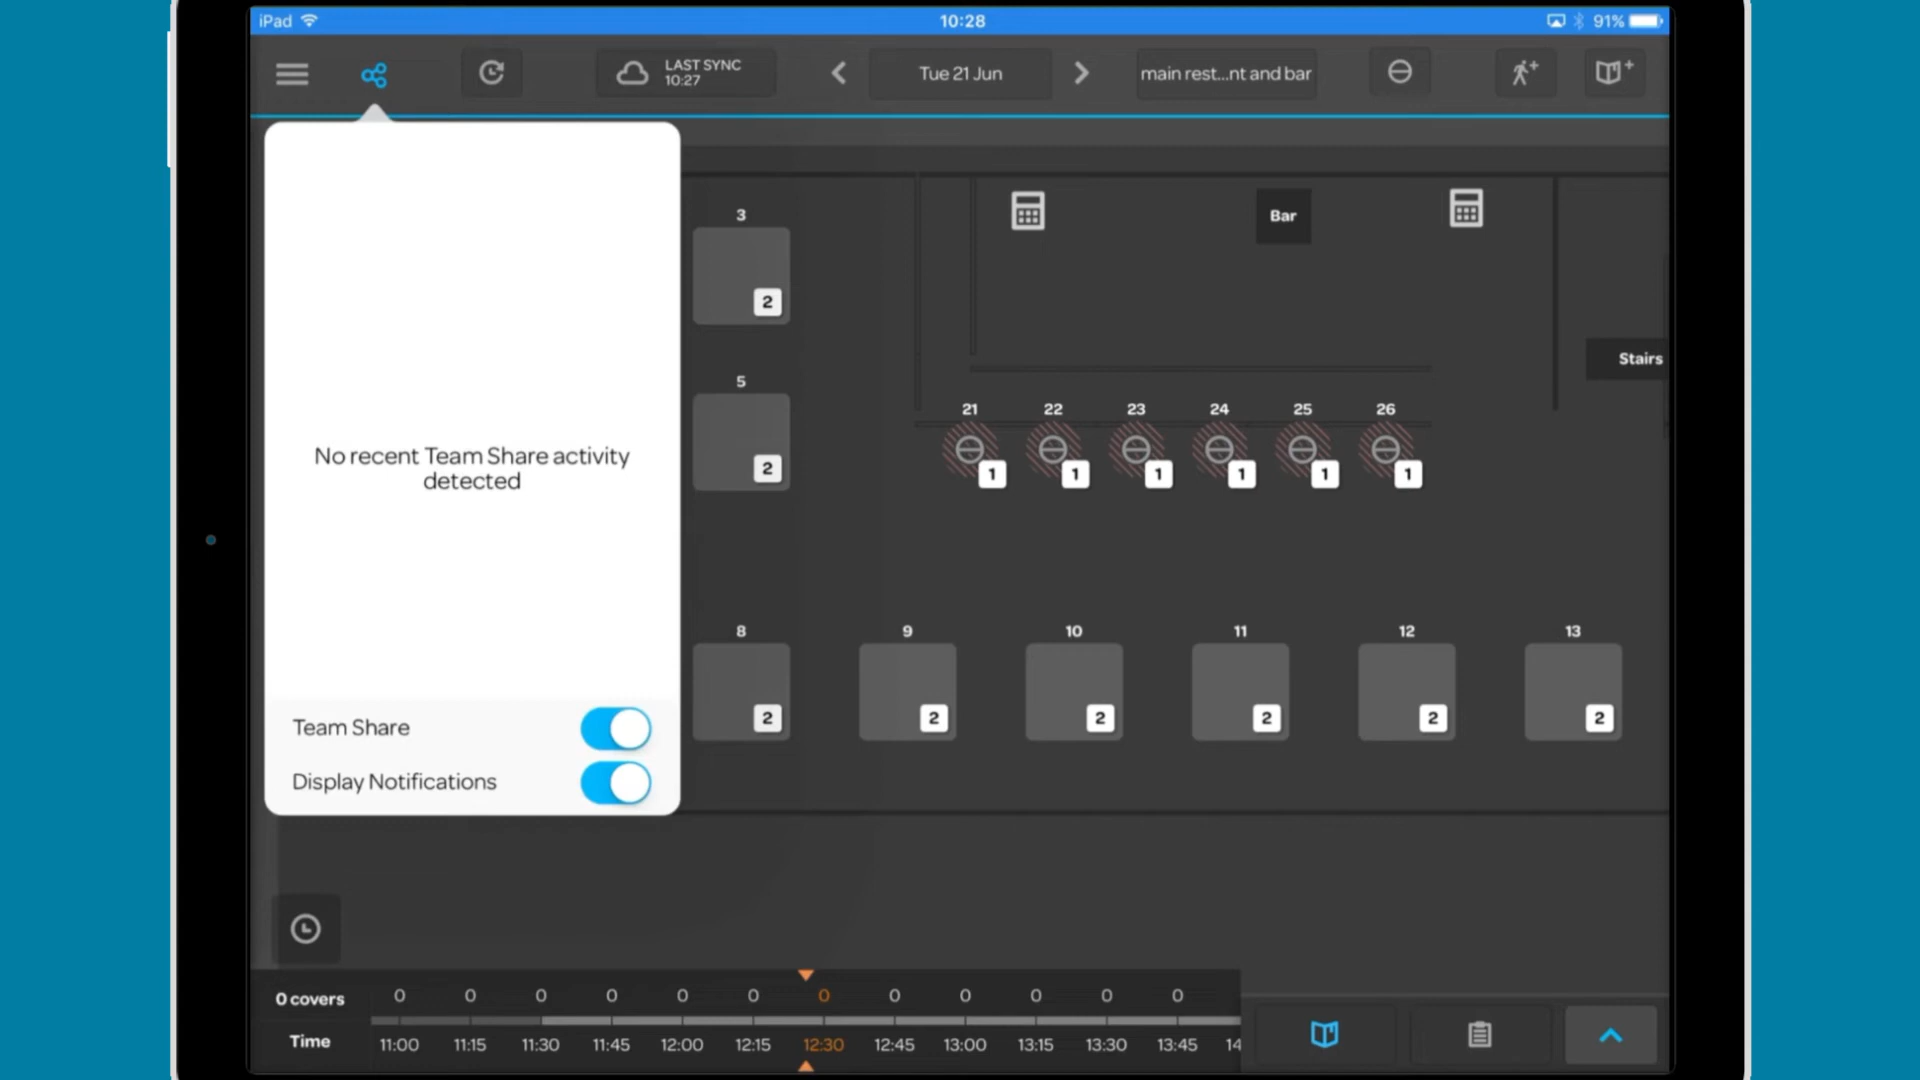 iPad
10:28
91%
LAST SYNC
10:27
Tue 21 Jun
main rest...nt and bar
3
2
5
2
Bar
Stairs
21 22 23 24 25 26
1 1 1 1 1 1
No recent Team Share activity
detected
8 9 10 11 12 13
2 2 2 2 2 2
Team Share
Display Notifications
0 covers 0 0 0 0 0 0 0 0 0 0 0 0
Time 11:00 11:15 11:30 11:45 12:00 12:15 12:30 12:45 13:00 13:15 13:30 13:45 14